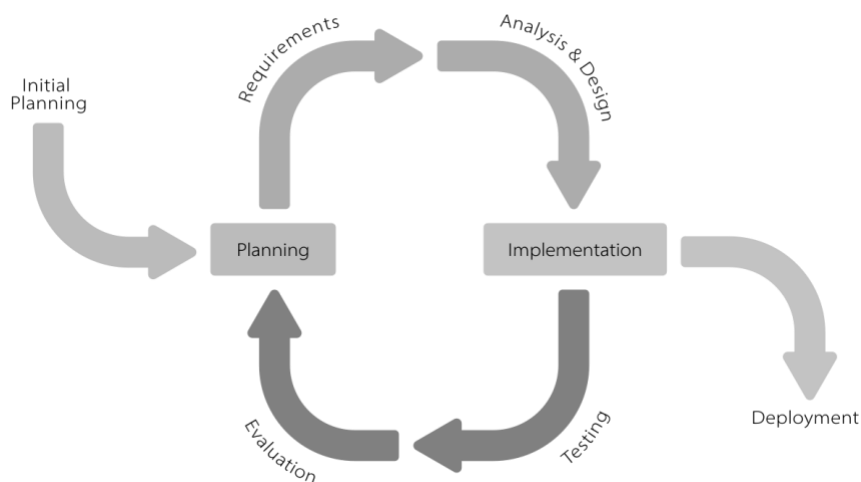 Requirements
Analysis & Design
Initial
Planning
Planning
Implementation
Deployment
Evaluation
Testing